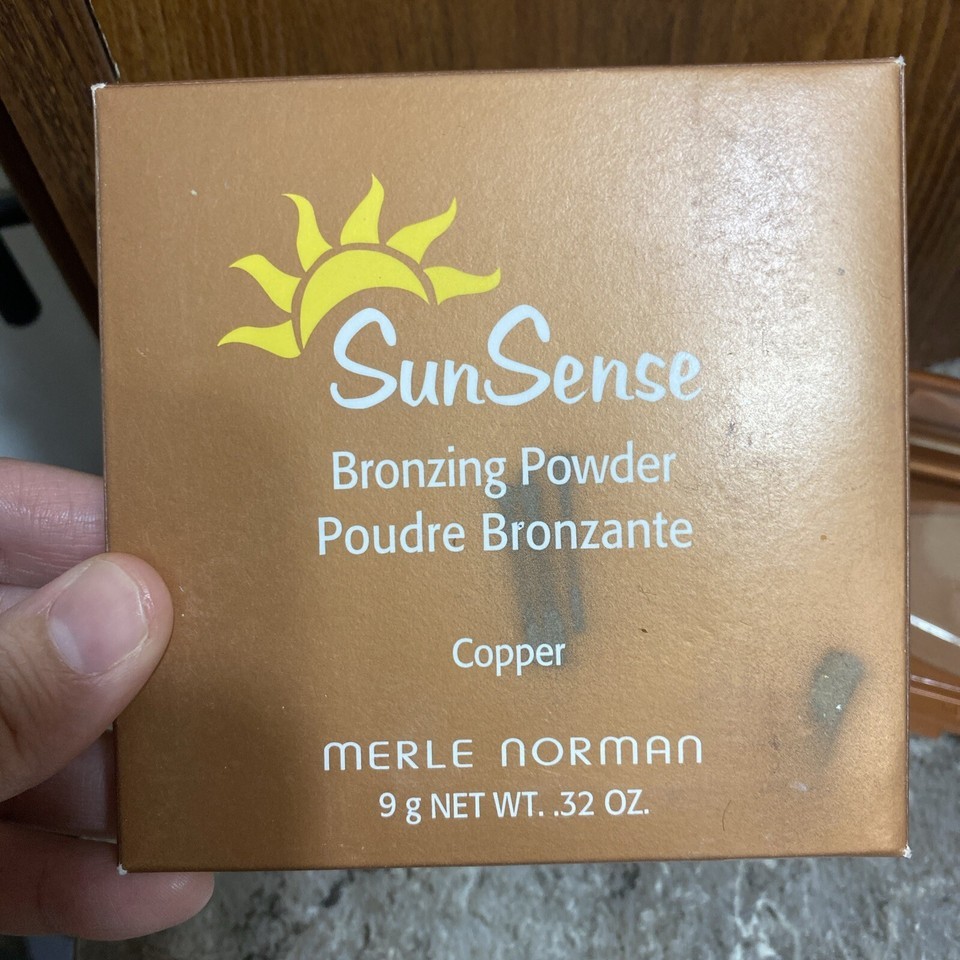 SunSense
Bronzing Powder
Poudre Bronzante
Copper
MERLE NORMAN
9 g NET WT. .32 OZ.